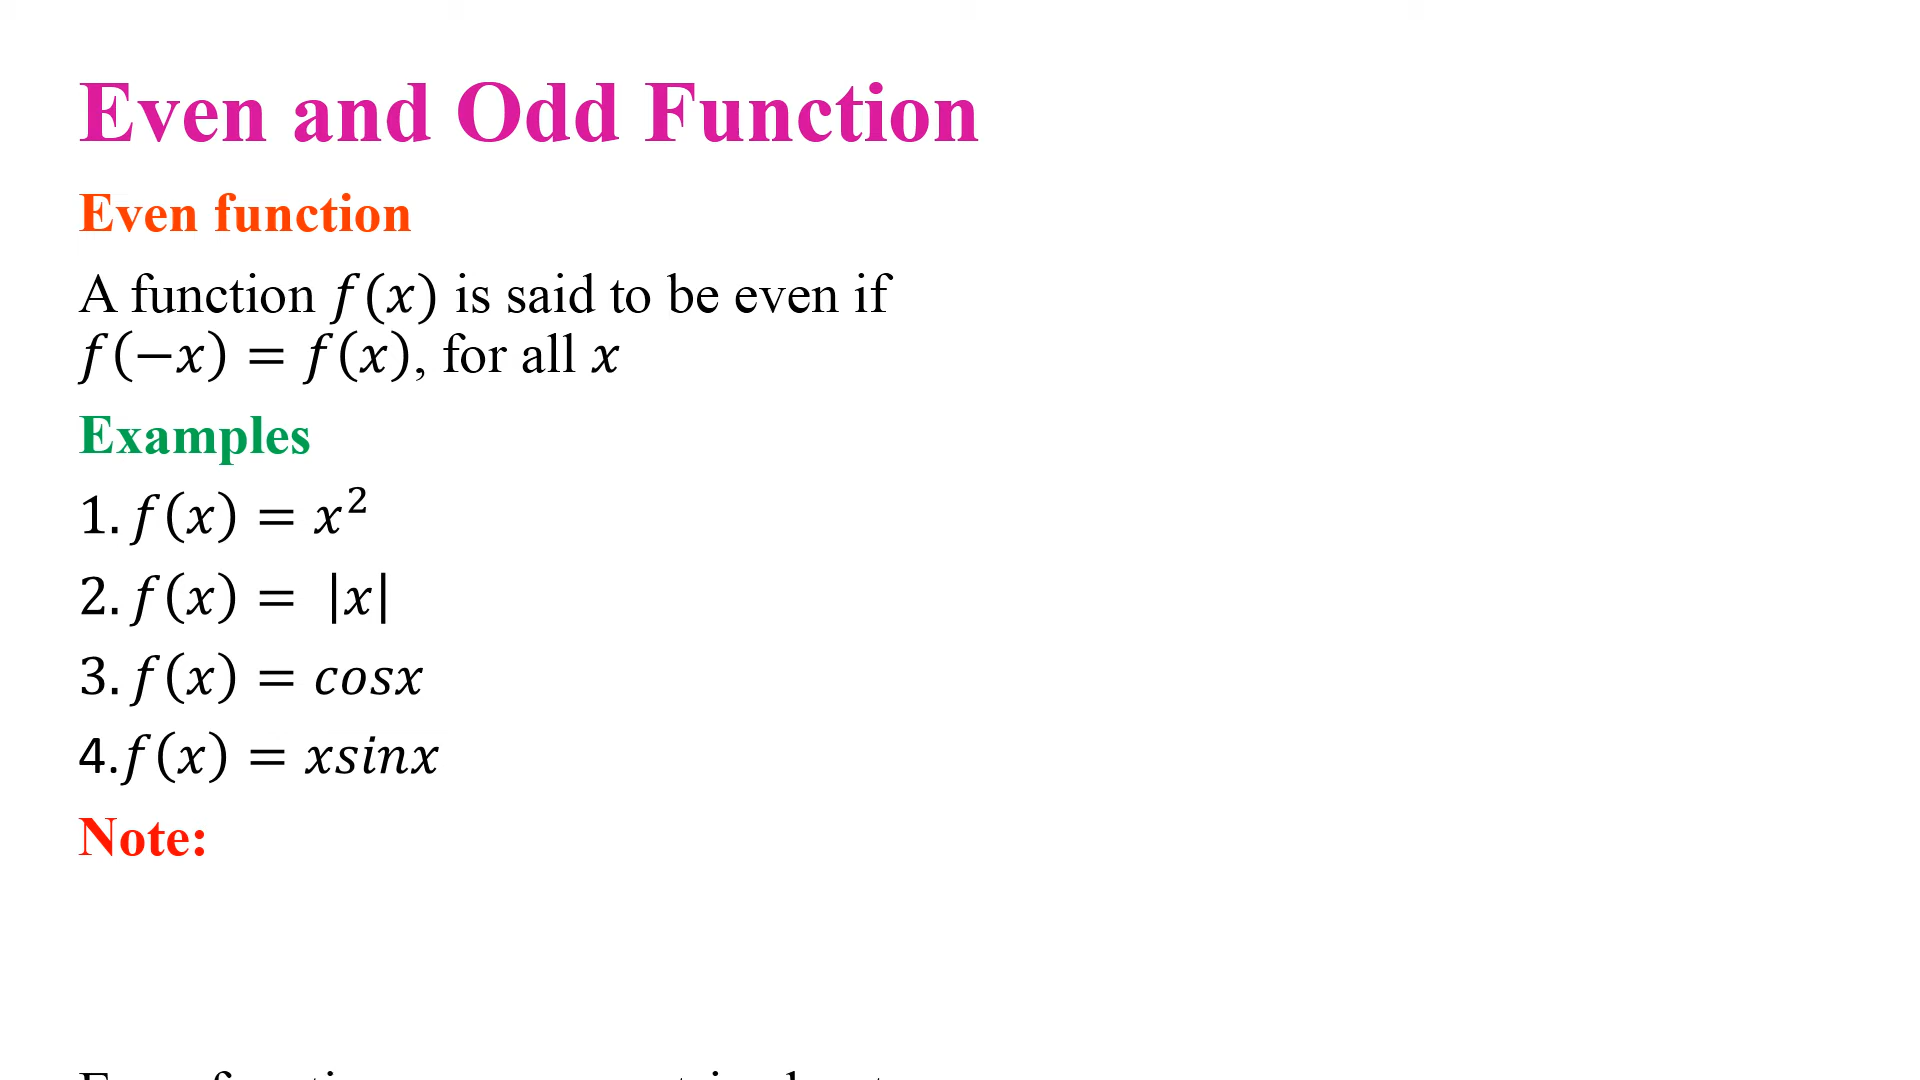 Even and Odd Function
Even function
A function f(x) is said to be even if
f(−x) = f(x), for all x
Examples
1. f(x) = x²
2. f(x) = |x|
3. f(x) = cosx
4.f(x) = xsinx
Note: